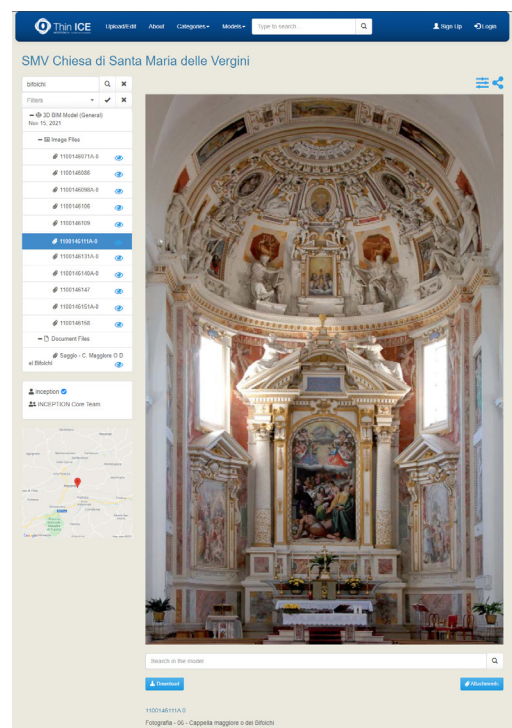 Thin ICE
Upload/Edit
About
Categories
Models
Type to search..
Sign Up
Login
SMV Chiesa di Santa Maria delle Vergini
bifolchi
Filters
3D BIM Model (General)
Nov 15, 2021
Image Files
1100146071A-0
1100146086
1100146098A-0
1100146106
1100146109
1100146111A-0
1100146131A-0
1100146140A-0
1100146147
1100146151A-0
1100146158
Document Files
Saggio - C. Maggiore O D
ei Bifolchi
inception
INCEPTION Core Team
Search in the model
Download
Attachments
1100146111A-0
Fotografia - 06 - Cappella maggiore o dei Bifolchi